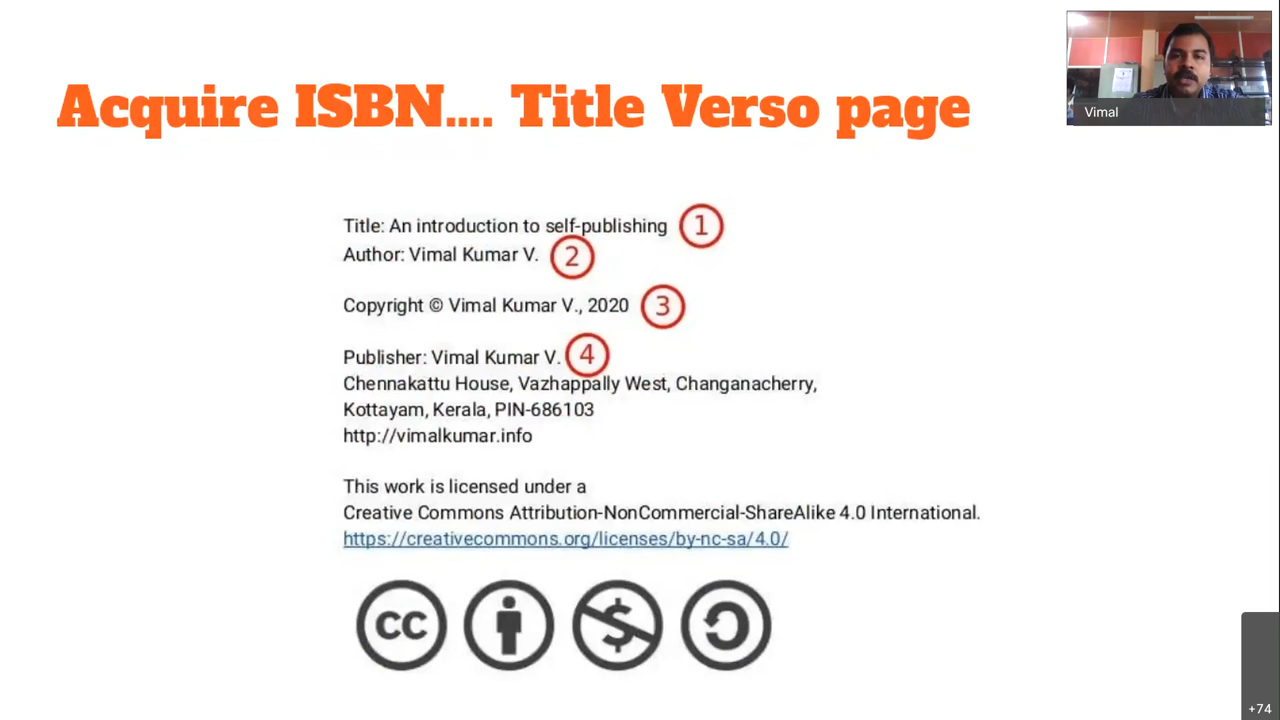 Acquire ISBN.... Title Verso page
Vimal
Title: An introduction to self-publishing 1
Author: Vimal Kumar V. 2
Copyright © Vimal Kumar V., 2020 3
Publisher: Vimal Kumar V. 4
Chennakattu House, Vazhappally West, Changanacherry,
Kottayam, Kerala, PIN-686103
http://vimalkumar.info
This work is licensed under a
Creative Commons Attribution-NonCommercial-ShareAlike 4.0 International.
https://creativecommons.org/licenses/by-nc-sa/4.0/
cc $
+74